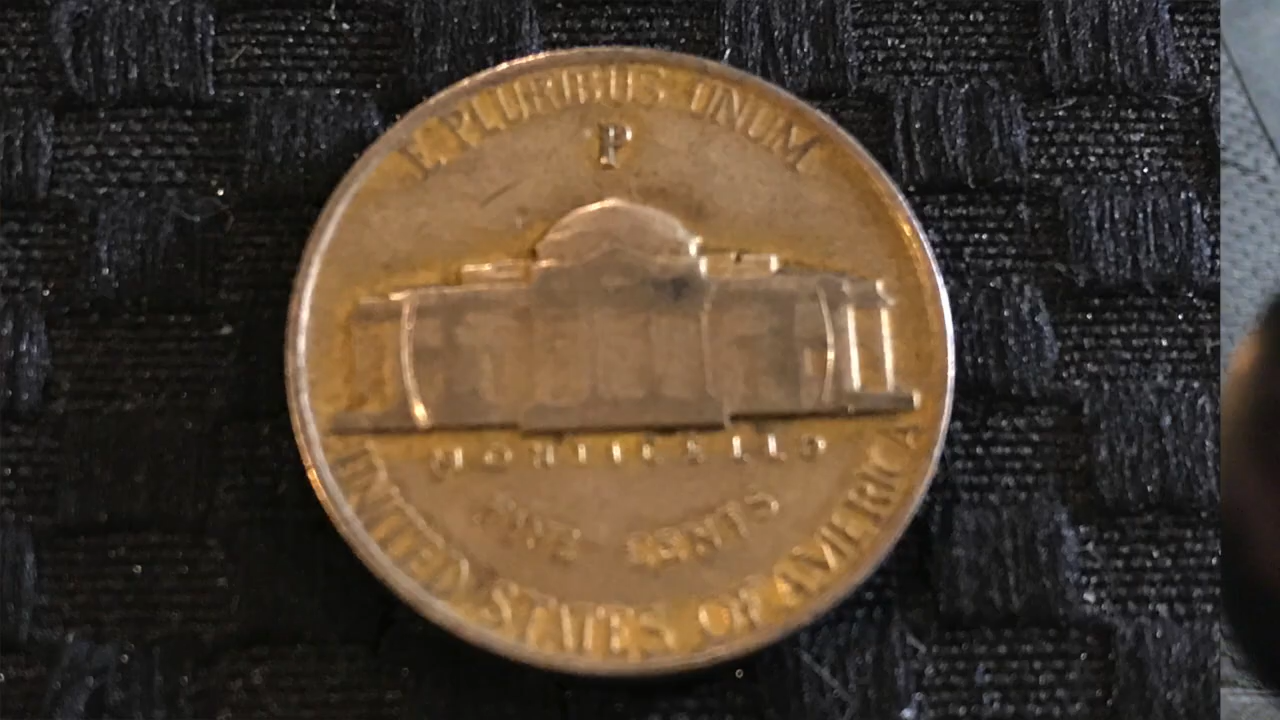 E PLURIBUS UNUM
P
MONTICELLO
FIVE CENTS
UNITED STATES OF AMERICA